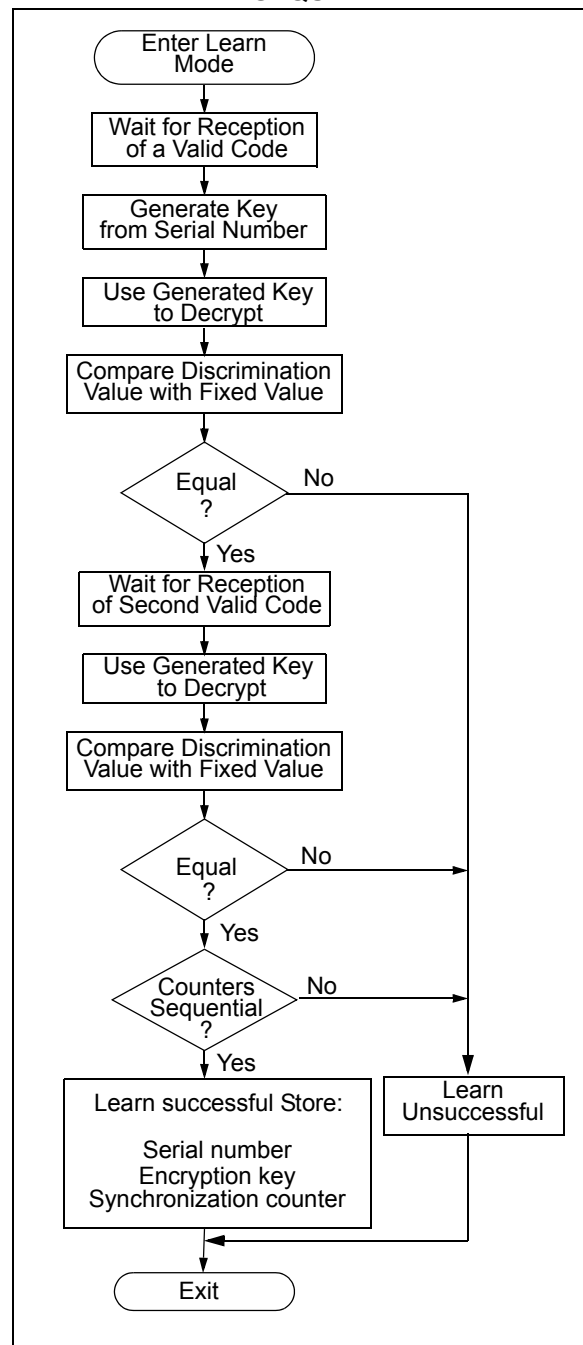 Enter Learn
Mode
Wait for Reception
of a Valid Code
Generate Key
from Serial Number
Use Generated Key
to Decrypt
Compare Discrimination
Value with Fixed Value
Equal
?
No
Yes
Wait for Reception
of Second Valid Code
Use Generated Key
to Decrypt
Compare Discrimination
Value with Fixed Value
Equal
?
No
Yes
Counters
Sequential
?
No
Yes
Learn successful Store:
Serial number
Encryption key
Synchronization counter
Learn
Unsuccessful
Exit